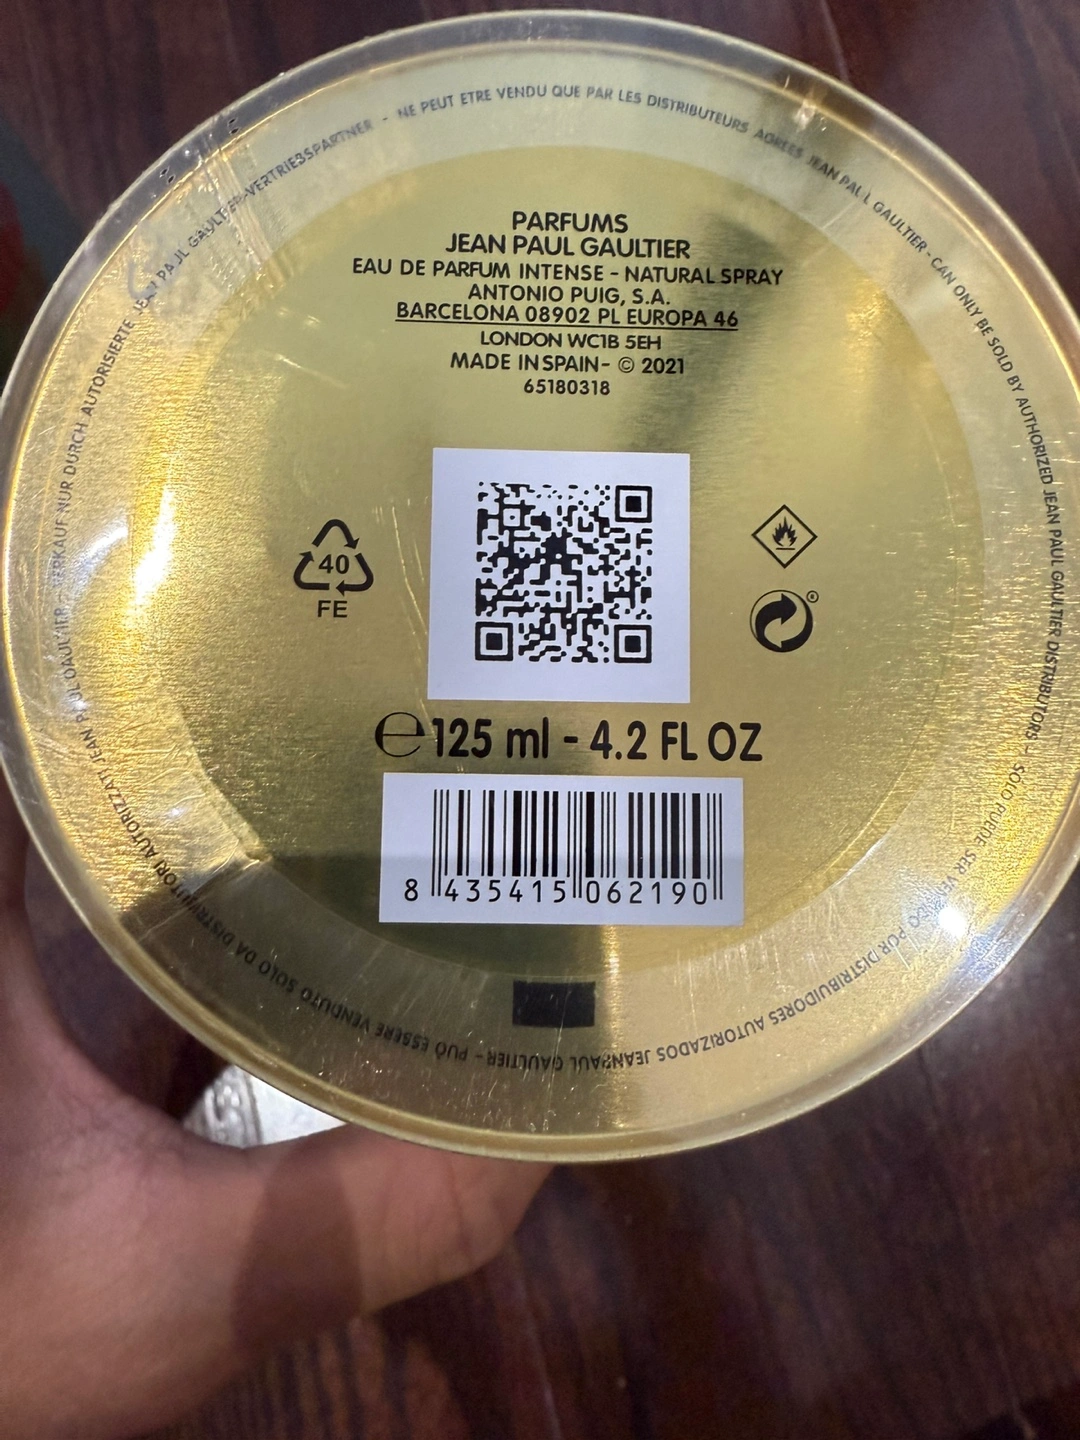 NE PEUT ETRE VENDU QUE PAR LES DISTRIBUTEURS AGREES JEAN PAUL GAULTIER - CAN ONLY BE SOLD BY AUTHORIZED JEAN PAUL GAULTIER DISTRIBUTORS - SOLO PUEDE SER VENDIDO POR DISTRIBUIDORES AUTORIZADOS JEAN PAUL GAULTIER - PUÒ ESSERE VENDUTO SOLO DA DISTRIBUTORI AUTORIZZATI JEAN PAUL GAULTIER - VERKAUF NUR DURCH AUTORISIERTE JEAN PAUL GAULTIER-VERTRIEBSPARTNER -
PARFUMS
JEAN PAUL GAULTIER
EAU DE PARFUM INTENSE - NATURAL SPRAY
ANTONIO PUIG, S.A.
BARCELONA 08902 PL EUROPA 46
LONDON WC1B 5EH
MADE IN SPAIN- © 2021
65180318
40
FE
℮ 125 ml - 4.2 FL OZ
8 435415 062190